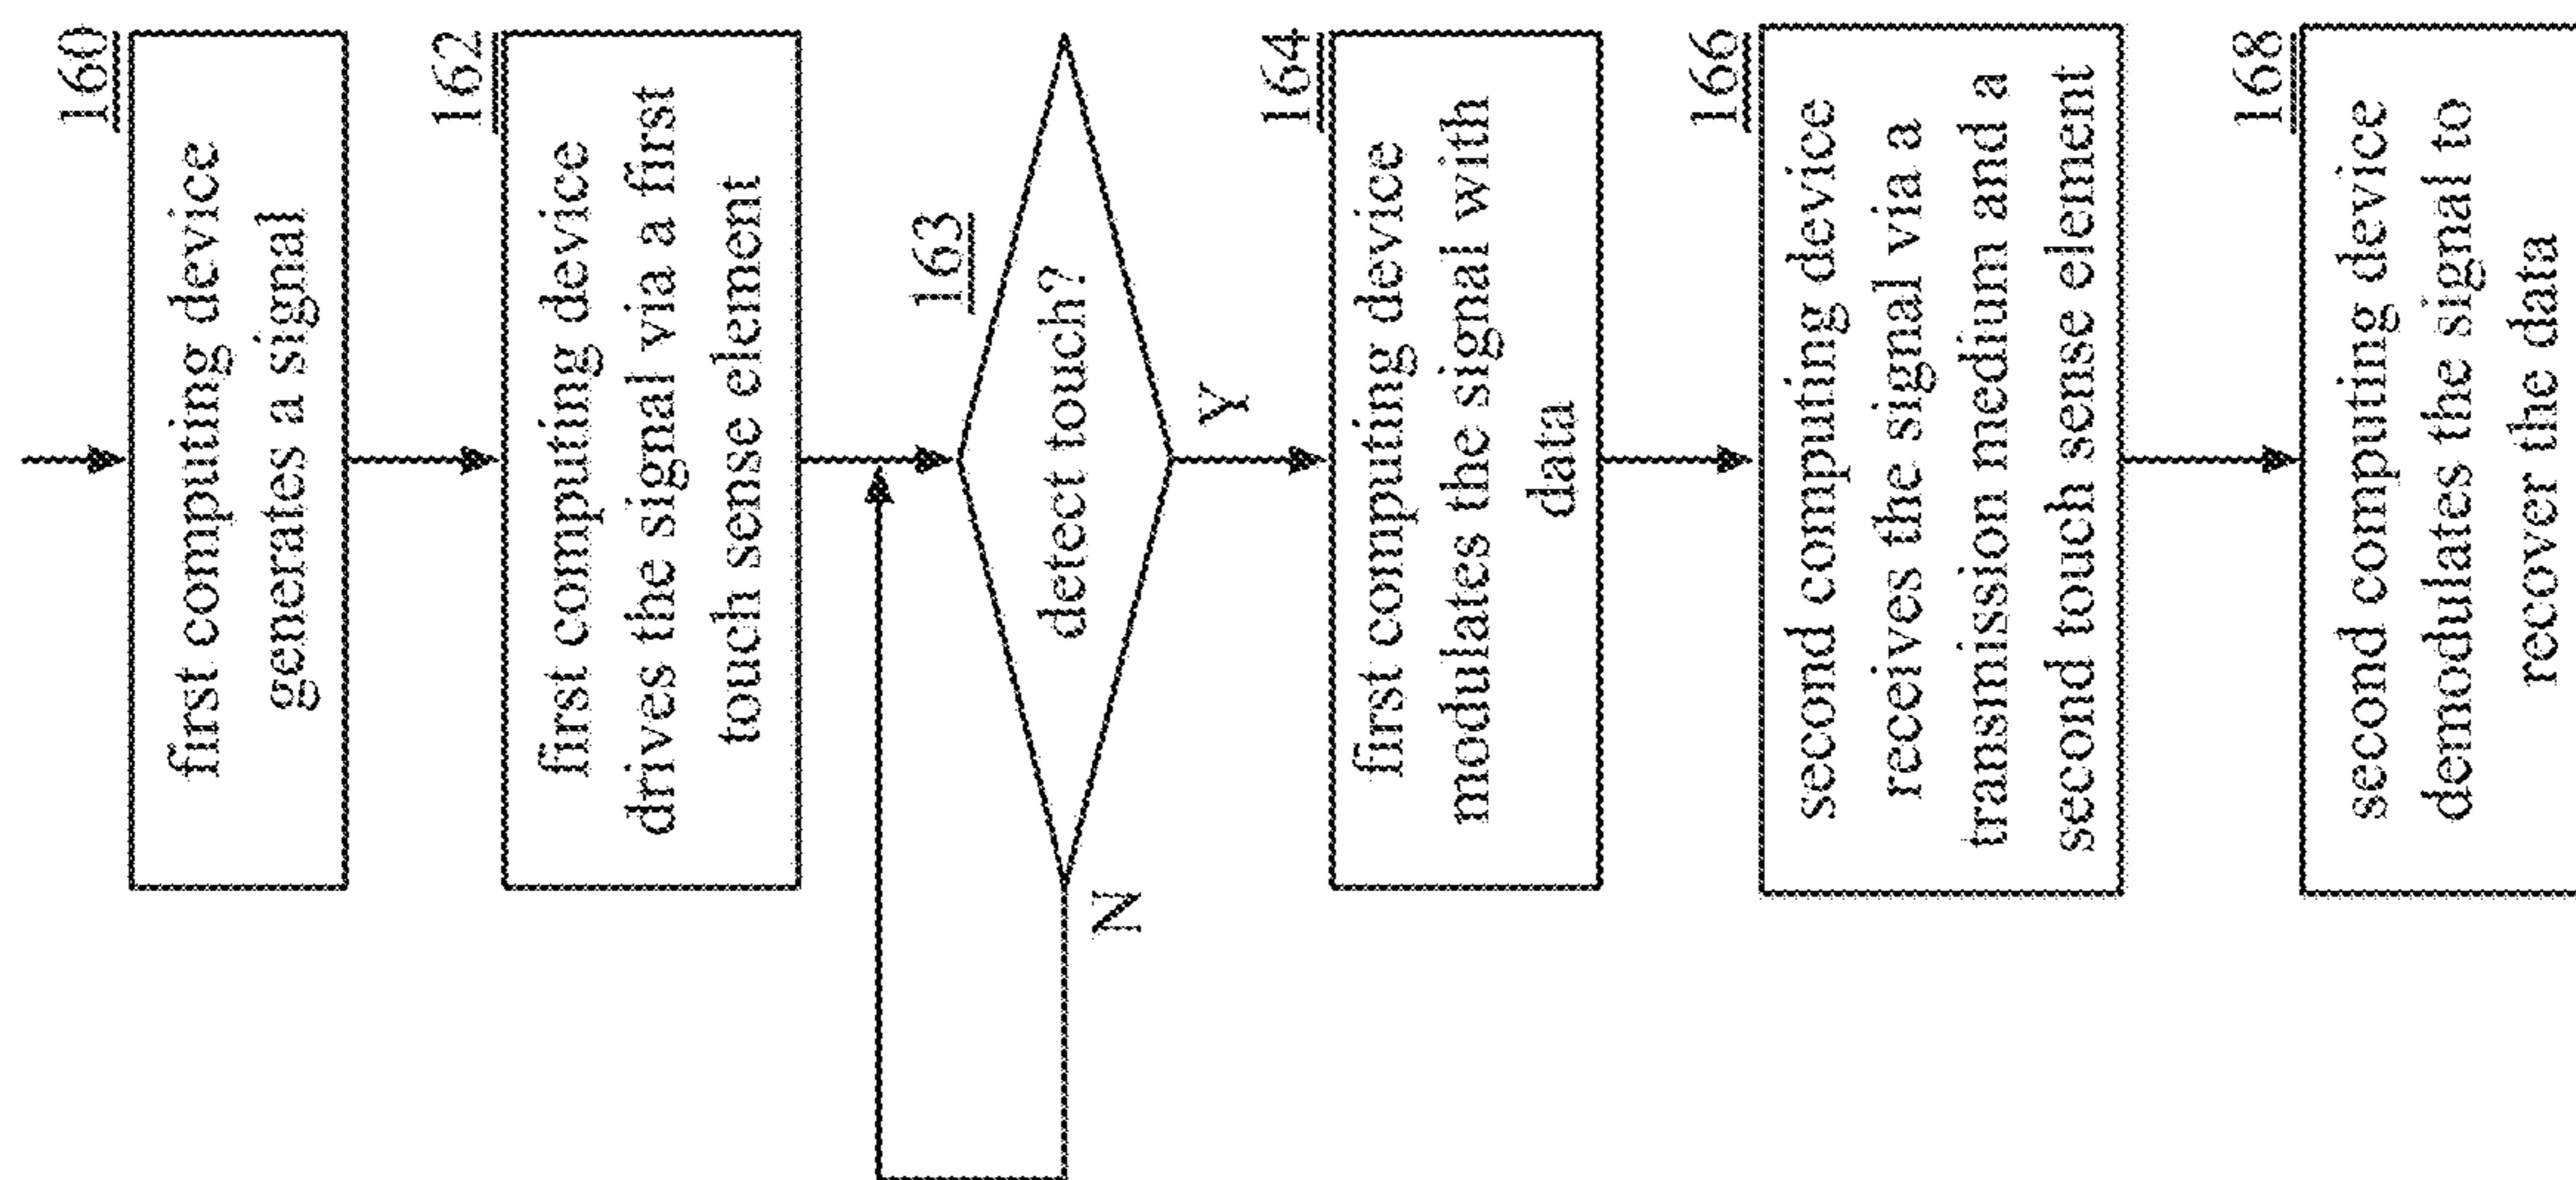 160
first computing device
generates a signal
162
first computing device
drives the signal via a first
touch sense element
163
detect touch?
N
Y
164
first computing device
modulates the signal with
data
166
second computing device
receives the signal via a
transmission medium and a
second touch sense element
168
second computing device
demodulates the signal to
recover the data